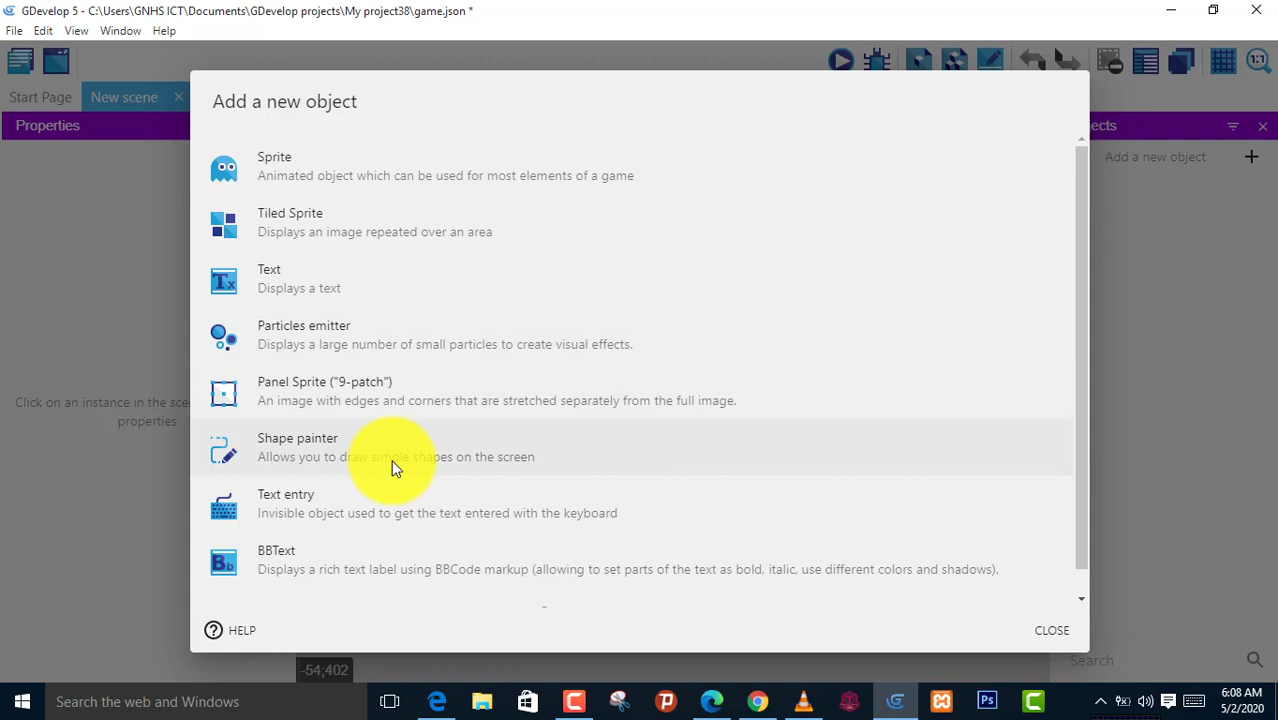 GDevelop 5 - C:\Users\GNHS ICT\Documents\GDevelop projects\My project38\game.json *
File Edit View Window Help
1:1
Start Page New scene
Properties
ects
Add a new object
Click on an instance in the sce
properties
Add a new object
Sprite
Animated object which can be used for most elements of a game
Tiled Sprite
Displays an image repeated over an area
Tx
Text
Displays a text
Particles emitter
Displays a large number of small particles to create visual effects.
Panel Sprite ("9-patch")
An image with edges and corners that are stretched separately from the full image.
Shape painter
Allows you to draw simple shapes on the screen
Text entry
Invisible object used to get the text entered with the keyboard
Bb
BBText
Displays a rich text label using BBCode markup (allowing to set parts of the text as bold, italic, use different colors and shadows).
HELP
CLOSE
-54;402
Search
Search the web and Windows
Ps
6:08 AM
5/2/2020